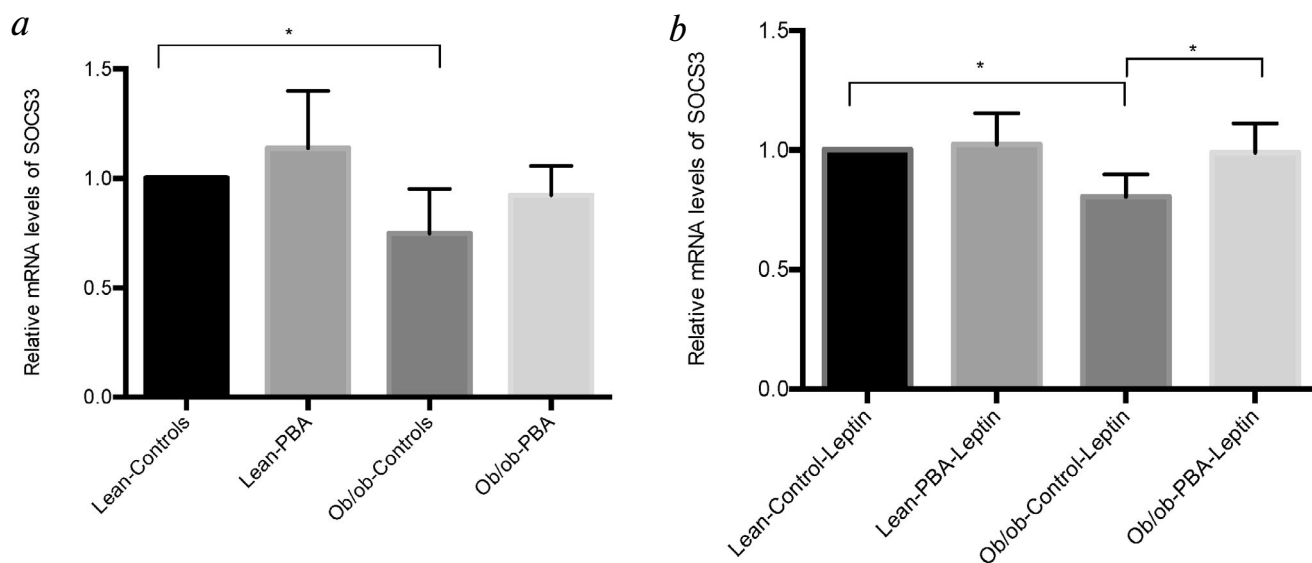 a
*
Relative mRNA levels of SOCS3
1.5
1.0
0.5
0.0
Lean-Controls
Lean-PBA
Ob/ob-Controls
Ob/ob-PBA
b
*
*
Relative mRNA levels of SOCS3
1.5
1.0
0.5
0.0
Lean-Control-Leptin
Lean-PBA-Leptin
Ob/ob-Control-Leptin
Ob/ob-PBA-Leptin